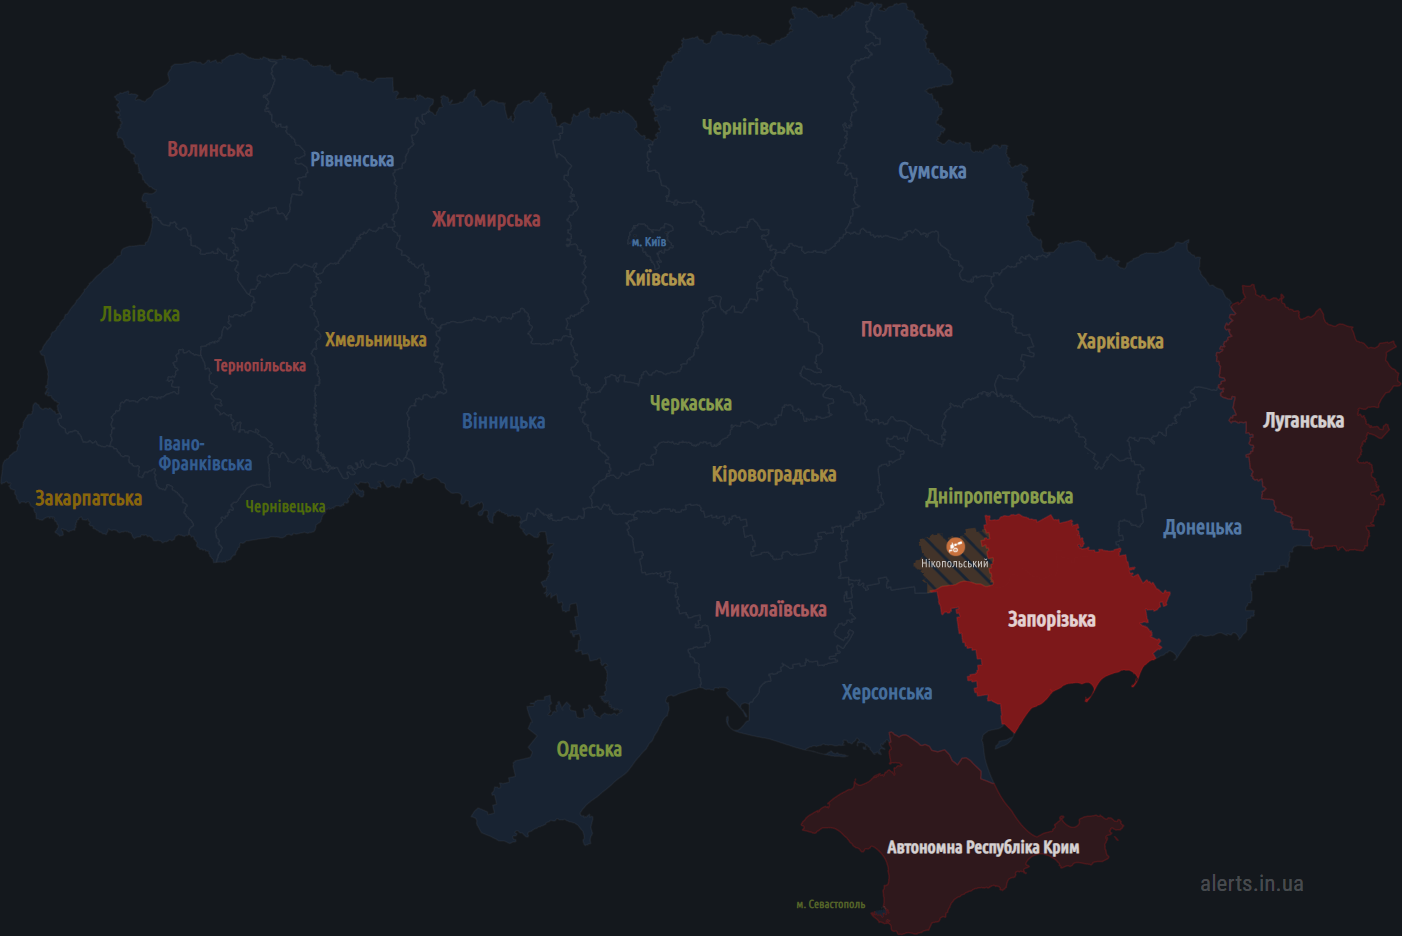 Чернігівська
Волинська
Рівненська
Сумська
Житомирська
м. Київ
Київська
Львівська
Полтавська
Хмельницька
Харківська
Тернопільська
Черкаська
Вінницька
Луганська
Івано-
Франківська
Кіровоградська
Закарпатська
Дніпропетровська
Чернівецька
Донецька
Нікопольський
Миколаївська
Запорізька
Херсонська
Одеська
Автономна Республіка Крим
alerts.in.ua
м. Севастополь